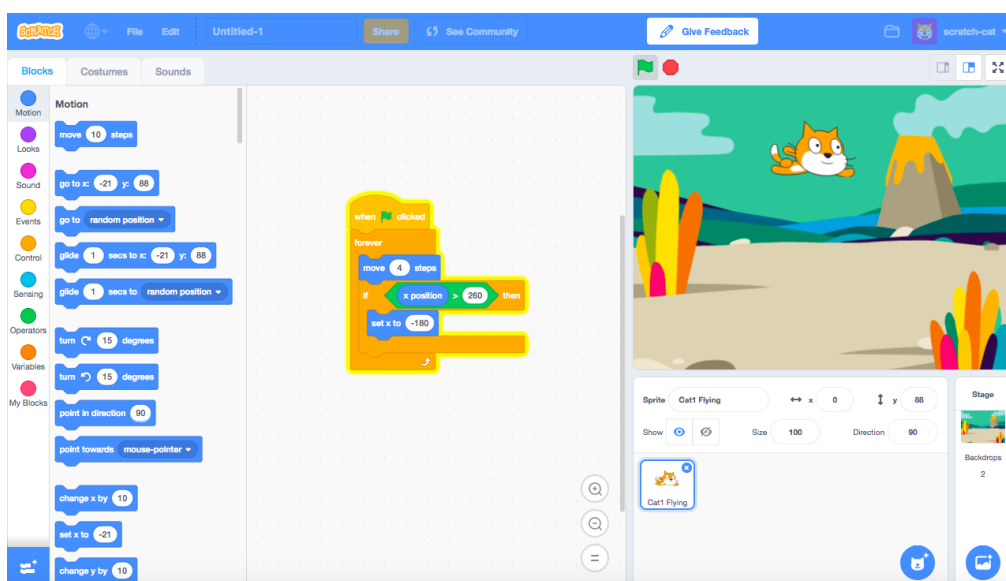 SCRATCH File Edit Untitled-1 Share See Community Give Feedback scratch-cat
Blocks Costumes Sounds
Motion
Looks
Sound
Events
Control
Sensing
Operators
Variables
My Blocks
Motion
move 10 steps
go to x: -21 y: 88
go to random position
glide 1 secs to x: -21 y: 88
glide 1 secs to random position
turn 15 degrees
turn 15 degrees
point in direction 90
point towards mouse-pointer
change x by 10
set x to -21
change y by 10
when clicked
forever
move 4 steps
if x position > 260 then
set x to -180
Sprite Cat1 Flying x 0 y 88
Show Size 100 Direction 90
Cat1 Flying
Stage
Backdrops
2